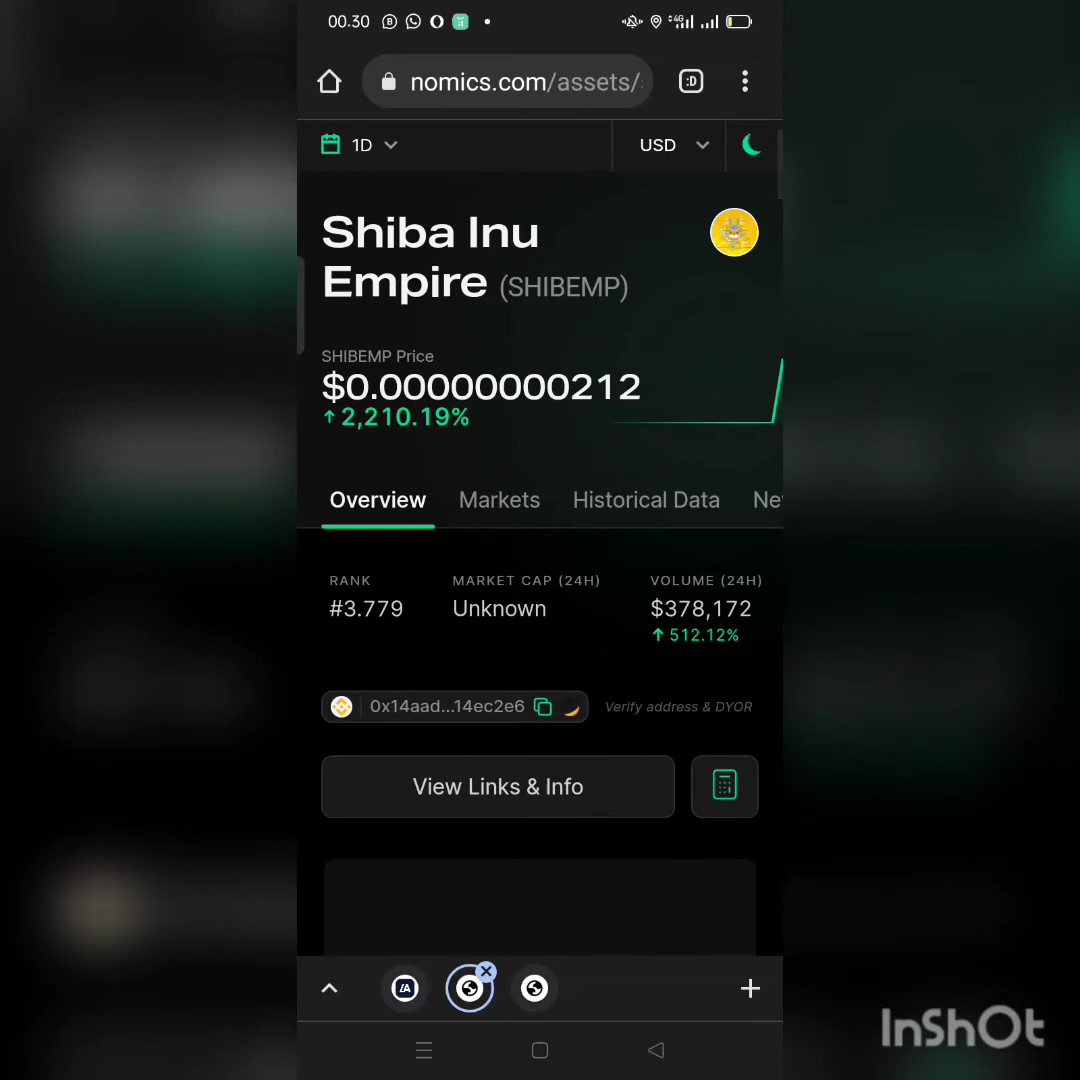 00.30
4G
nomics.com/assets/
:D
1D
USD
Shiba Inu
Empire (SHIBEMP)
SHIBEMP Price
$0.00000000212
↑ 2,210.19%
Overview Markets Historical Data Ne
RANK MARKET CAP (24H) VOLUME (24H)
#3.779 Unknown $378,172
↑ 512.12%
0x14aad...14ec2e6 Verify address & DYOR
View Links & Info
InShOt